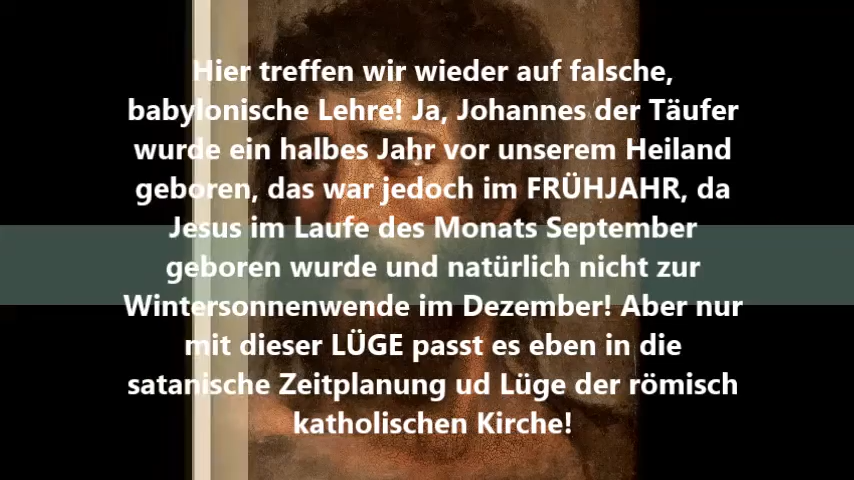 Hier treffen wir wieder auf falsche,
babylonische Lehre! Ja, Johannes der Täufer
wurde ein halbes Jahr vor unserem Heiland
geboren, das war jedoch im FRÜHJAHR, da
Jesus im Laufe des Monats September
geboren wurde und natürlich nicht zur
Wintersonnenwende im Dezember! Aber nur
mit dieser LÜGE passt es eben in die
satanische Zeitplanung ud Lüge der römisch
katholischen Kirche!